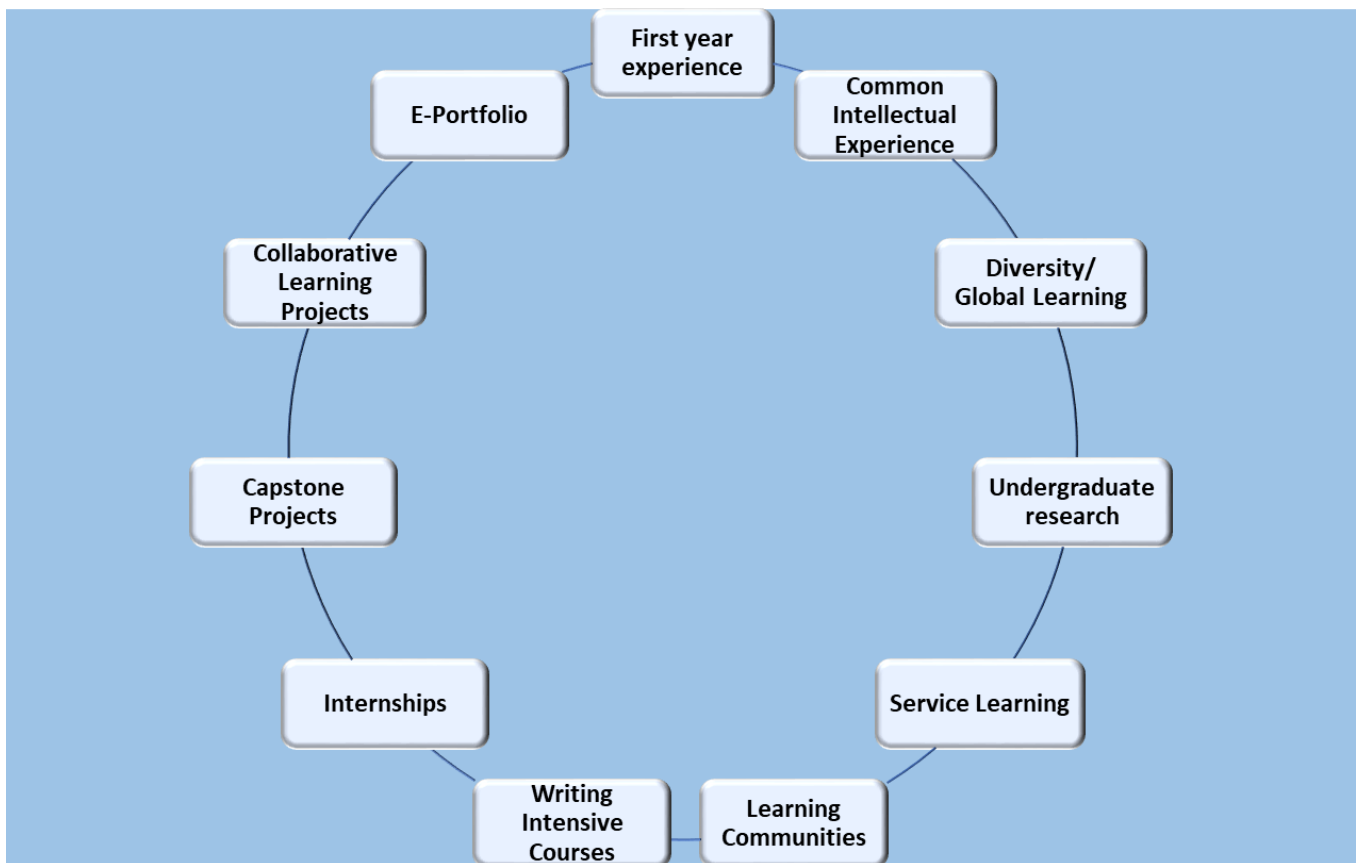 First year
experience
Common
Intellectual
Experience
Diversity/
Global Learning
Undergraduate
research
Service Learning
Learning
Communities
Writing
Intensive
Courses
Internships
Capstone
Projects
Collaborative
Learning
Projects
E-Portfolio